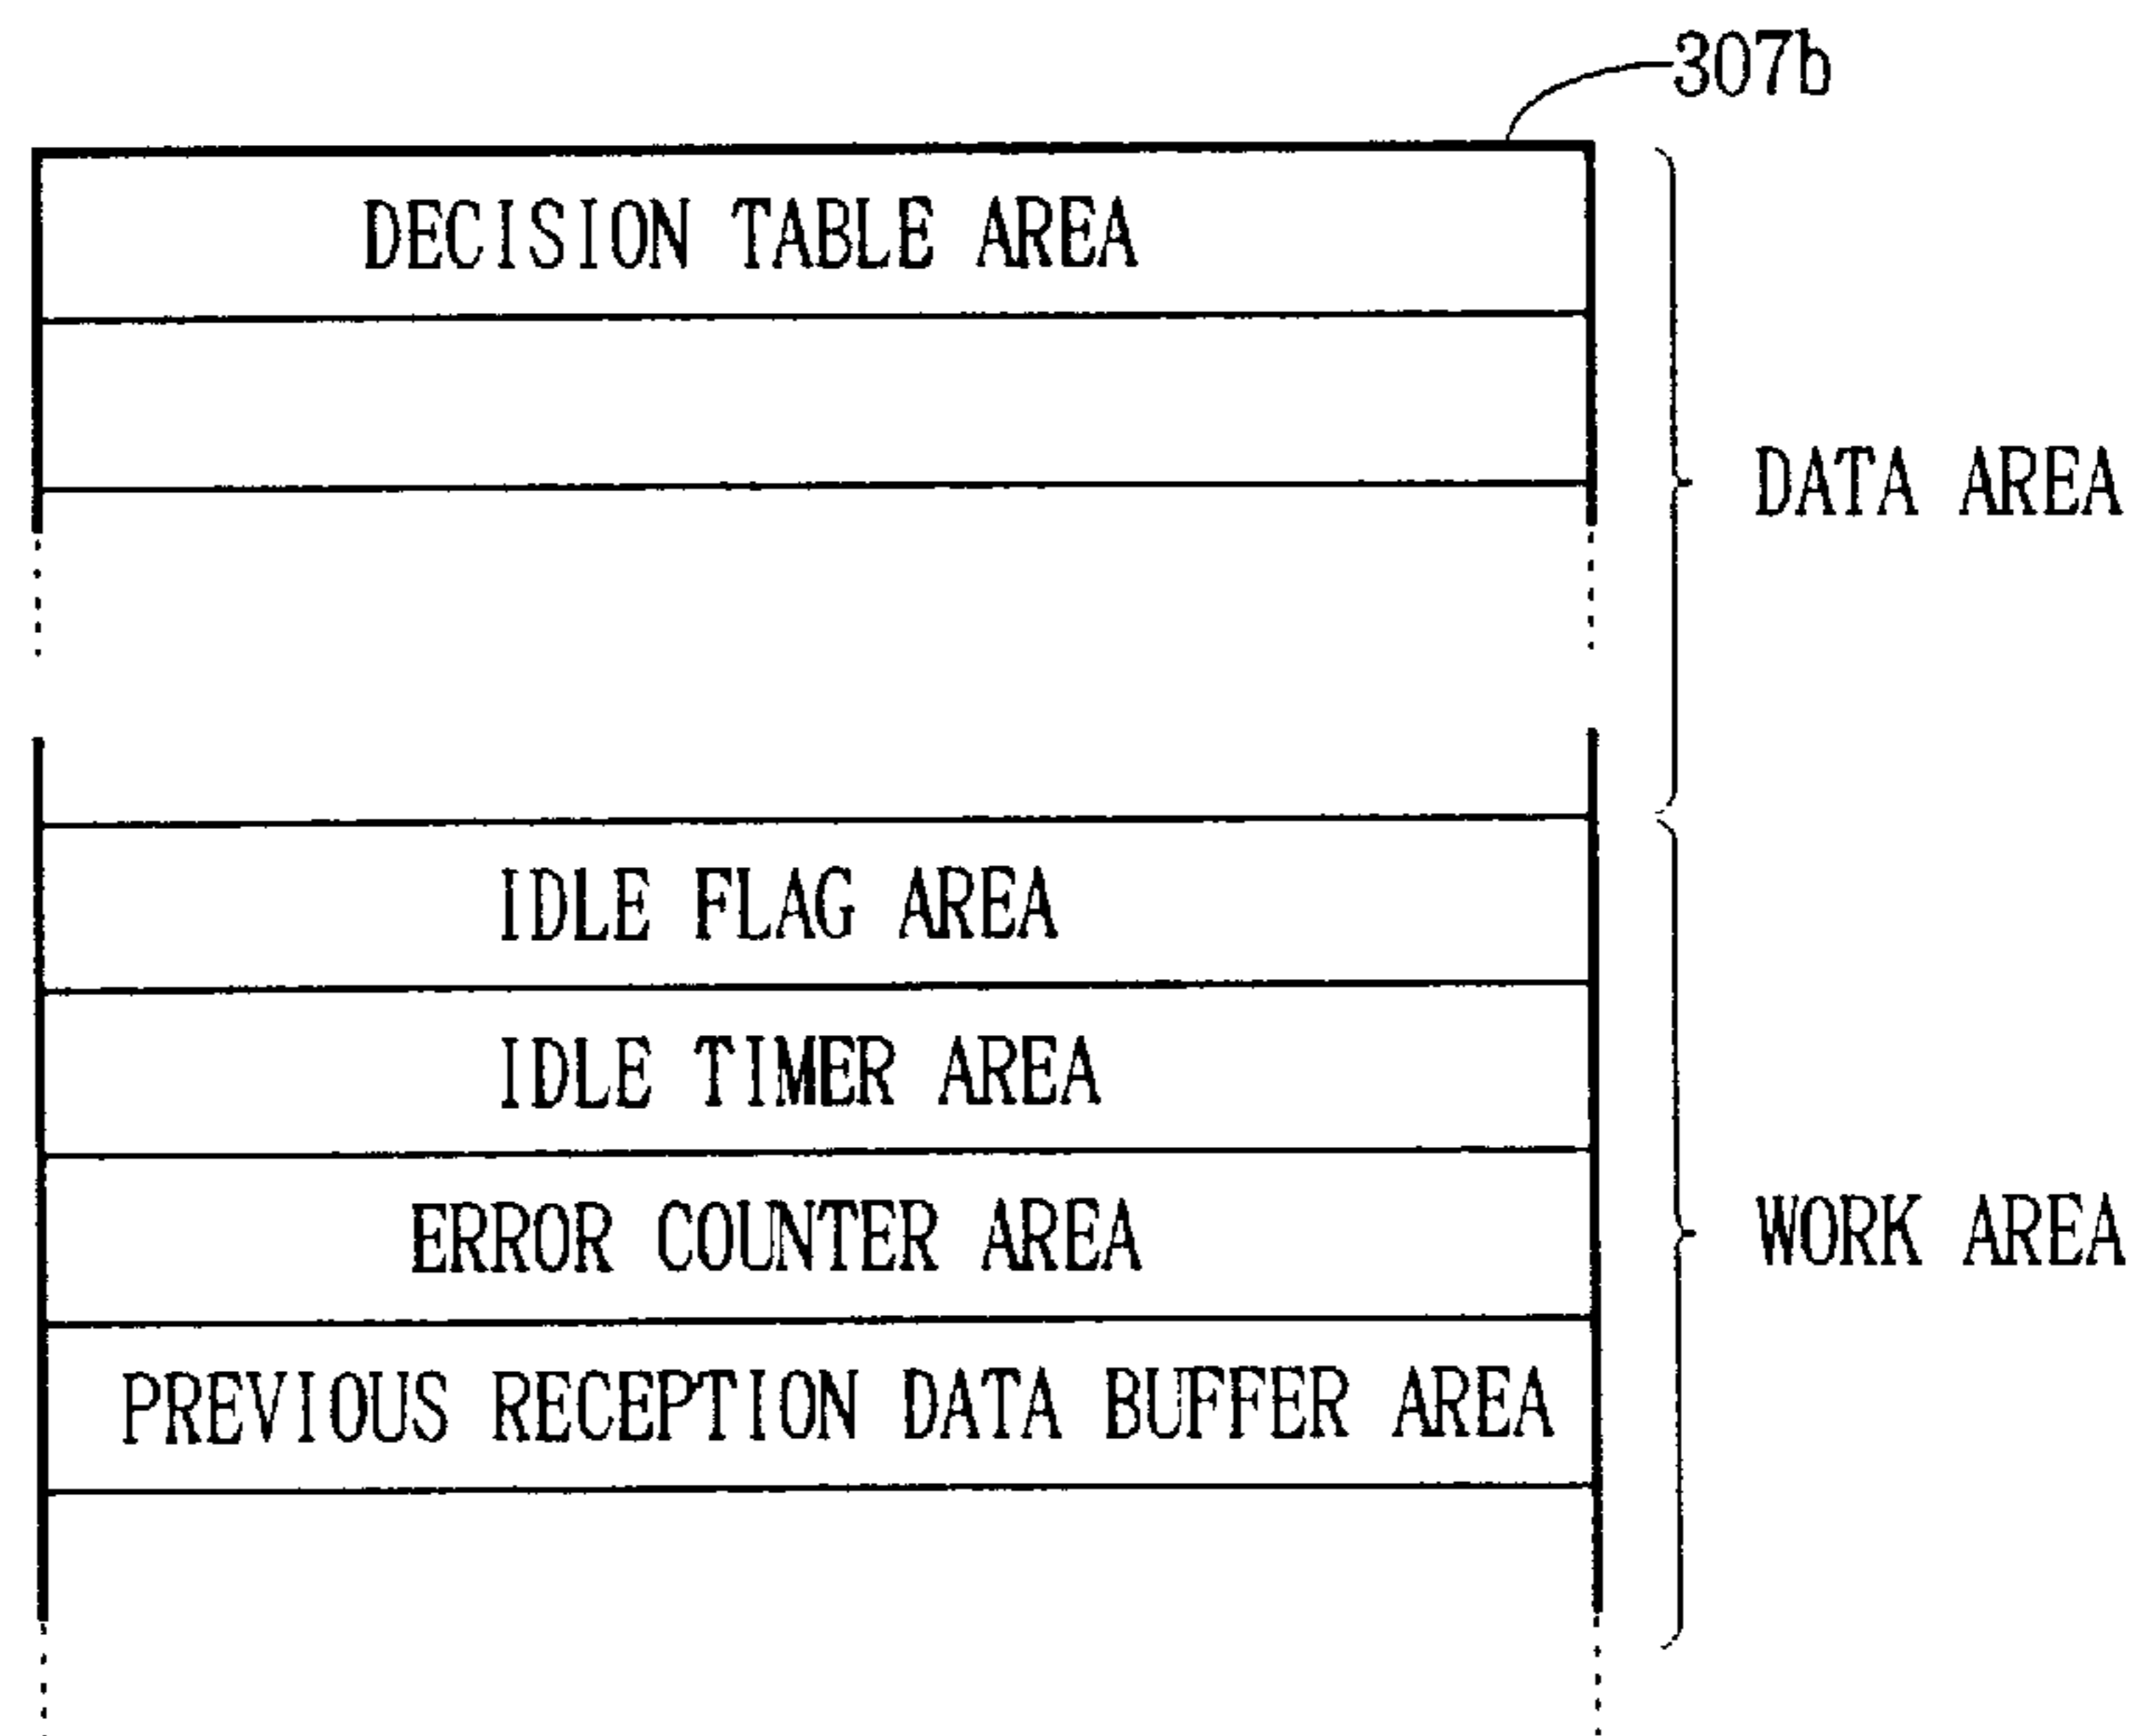 307b
DECISION TABLE AREA
DATA AREA
IDLE FLAG AREA
IDLE TIMER AREA
ERROR COUNTER AREA
WORK AREA
PREVIOUS RECEPTION DATA BUFFER AREA